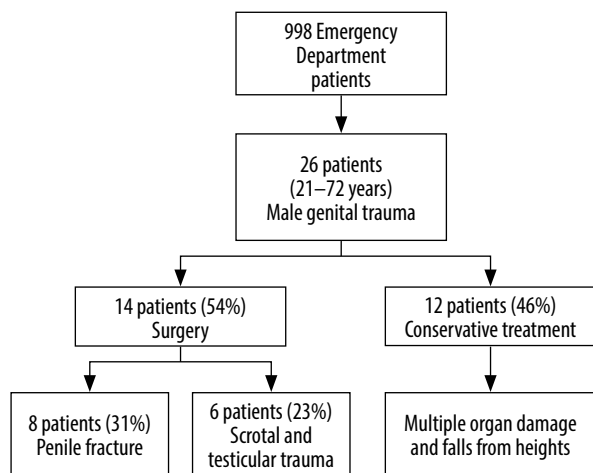 998 Emergency
Department
patients
26 patients
(21–72 years)
Male genital trauma
14 patients (54%)
Surgery
12 patients (46%)
Conservative treatment
8 patients (31%)
Penile fracture
6 patients (23%)
Scrotal and
testicular trauma
Multiple organ damage
and falls from heights